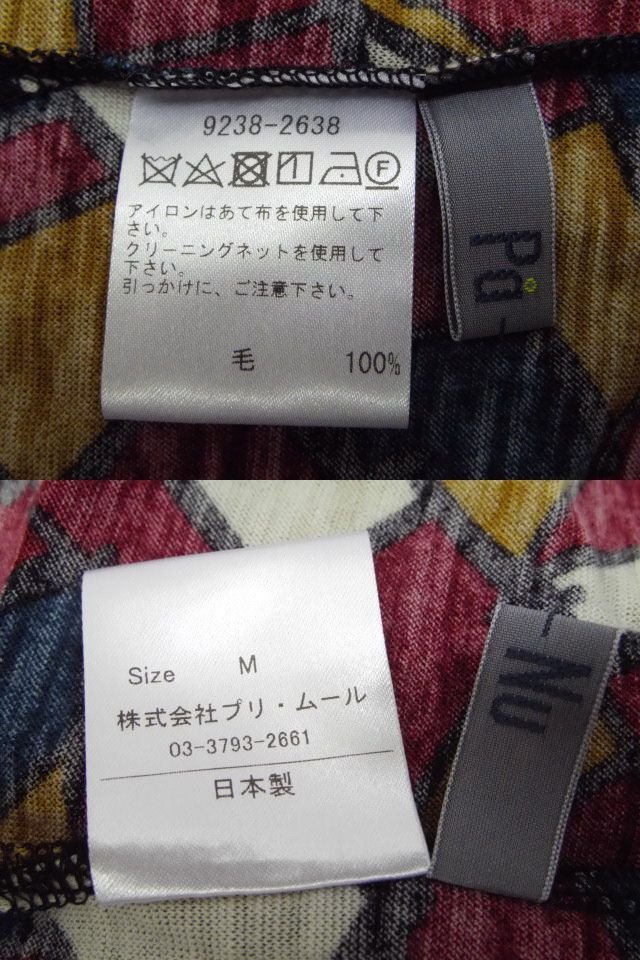 9238-2638
F
アイロンはあて布を使用して下
さい。
クリーニングネットを使用して
下さい。
引っかけに、ご注意下さい。
毛 100%
Pa-
Size M
株式会社プリ・ムール
03-3793-2661
日本製
-Nu